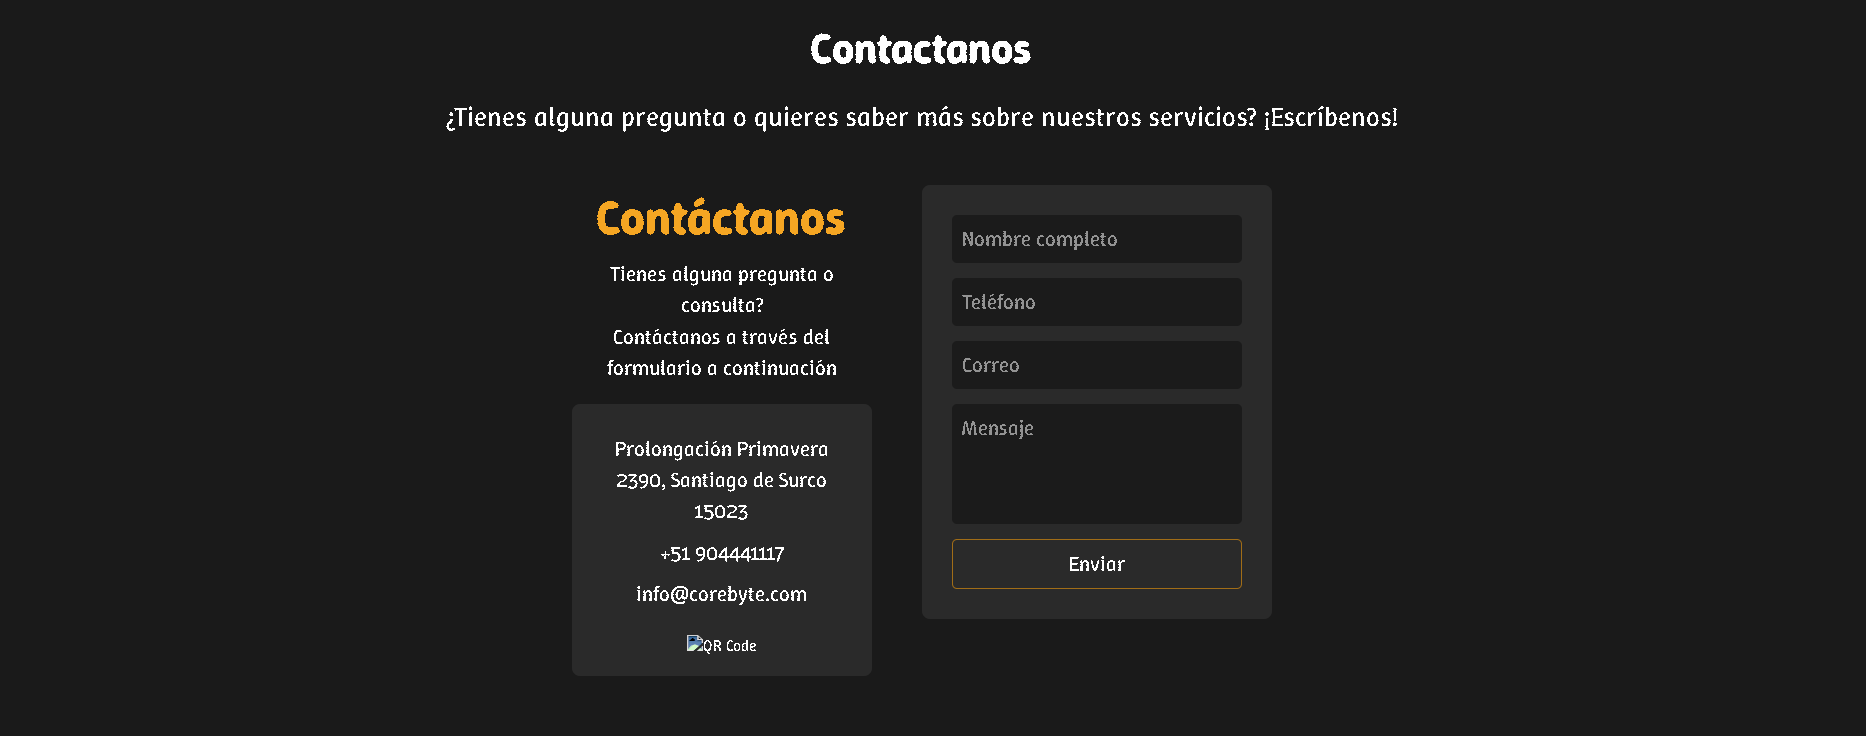 Contactanos
¿Tienes alguna pregunta o quieres saber más sobre nuestros servicios? ¡Escríbenos!
Contáctanos
Tienes alguna pregunta o
consulta?
Contáctanos a través del
formulario a continuación
Prolongación Primavera
2390, Santiago de Surco
15023
+51 904441117
info@corebyte.com
QR Code
Nombre completo
Teléfono
Correo
Mensaje
Enviar